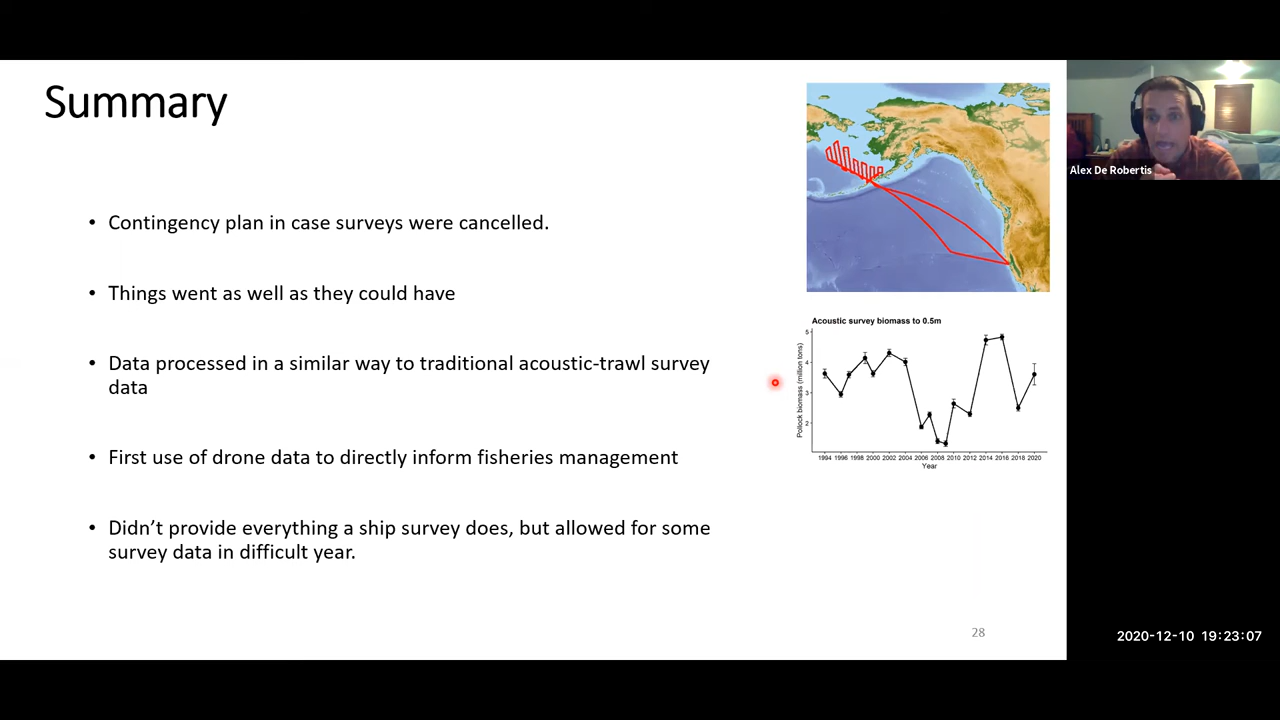 Summary
• Contingency plan in case surveys were cancelled.
• Things went as well as they could have
• Data processed in a similar way to traditional acoustic-trawl survey
data
• First use of drone data to directly inform fisheries management
• Didn’t provide everything a ship survey does, but allowed for some
survey data in difficult year.
Acoustic survey biomass to 0.5m
Pollock biomass (million tons)
5
4
3
2
1994 1996 1998 2000 2002 2004 2006 2008 2010 2012 2014 2016 2018 2020
Year
28
Alex De Robertis
2020-12-10 19:23:07